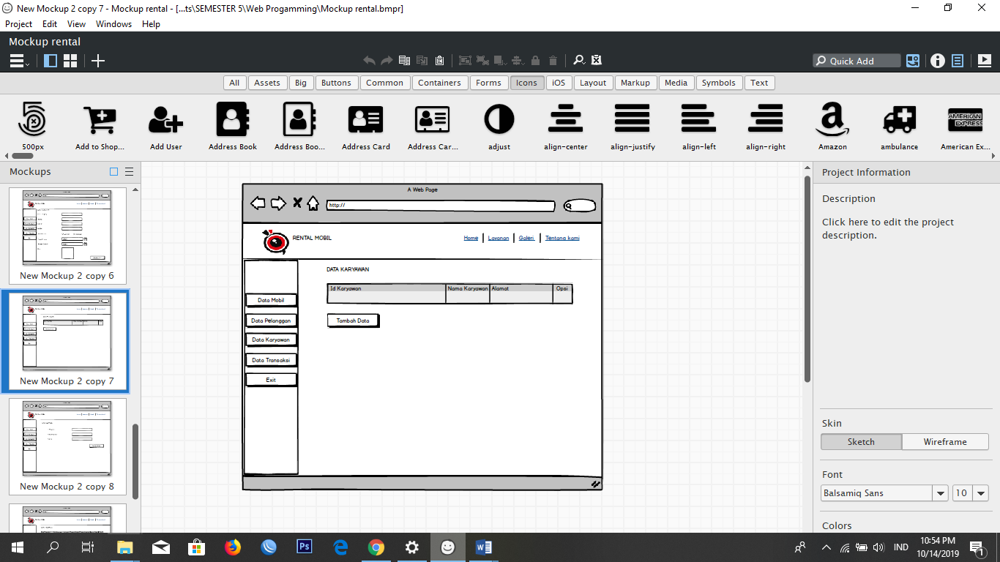 New Mockup 2 copy 7 - Mockup rental - [...ts\SEMESTER 5\Web Progamming\Mockup rental.bmpr]
Project Edit View Windows Help
Mockup rental
Quick Add
All Assets Big Buttons Common Containers Forms Icons iOS Layout Markup Media Symbols Text
500px Add to Shop... Add User Address Book Address Boo... Address Card Address Car... adjust align-center align-justify align-left align-right Amazon ambulance American Ex...
AMERICAN EXPRESS
Mockups
New Mockup 2 copy 6
New Mockup 2 copy 7
New Mockup 2 copy 8
A Web Page
http://
RENTAL MOBIL
Home Layanan Galeri Tentang kami
DATA KARYAWAN
Id Karyawan Nama Karyawan Alamat Opsi
Tambah Data
Data Mobil
Data Pelanggan
Data Karyawan
Data Transaksi
Exit
Project Information
Description
Click here to edit the project
description.
Skin
Sketch Wireframe
Font
Balsamiq Sans 10
Colors
Ps
IND
10:54 PM
10/14/2019
1